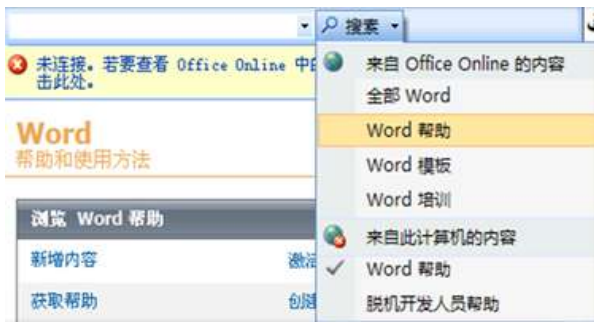 搜索
未连接。若要查看 Office Online 中
击此处。
Word
帮助和使用方法
浏览 Word 帮助
新增内容
激
获取帮助
创
来自 Office Online 的内容
全部 Word
Word 帮助
Word 模板
Word 培训
来自此计算机的内容
Word 帮助
脱机开发人员帮助